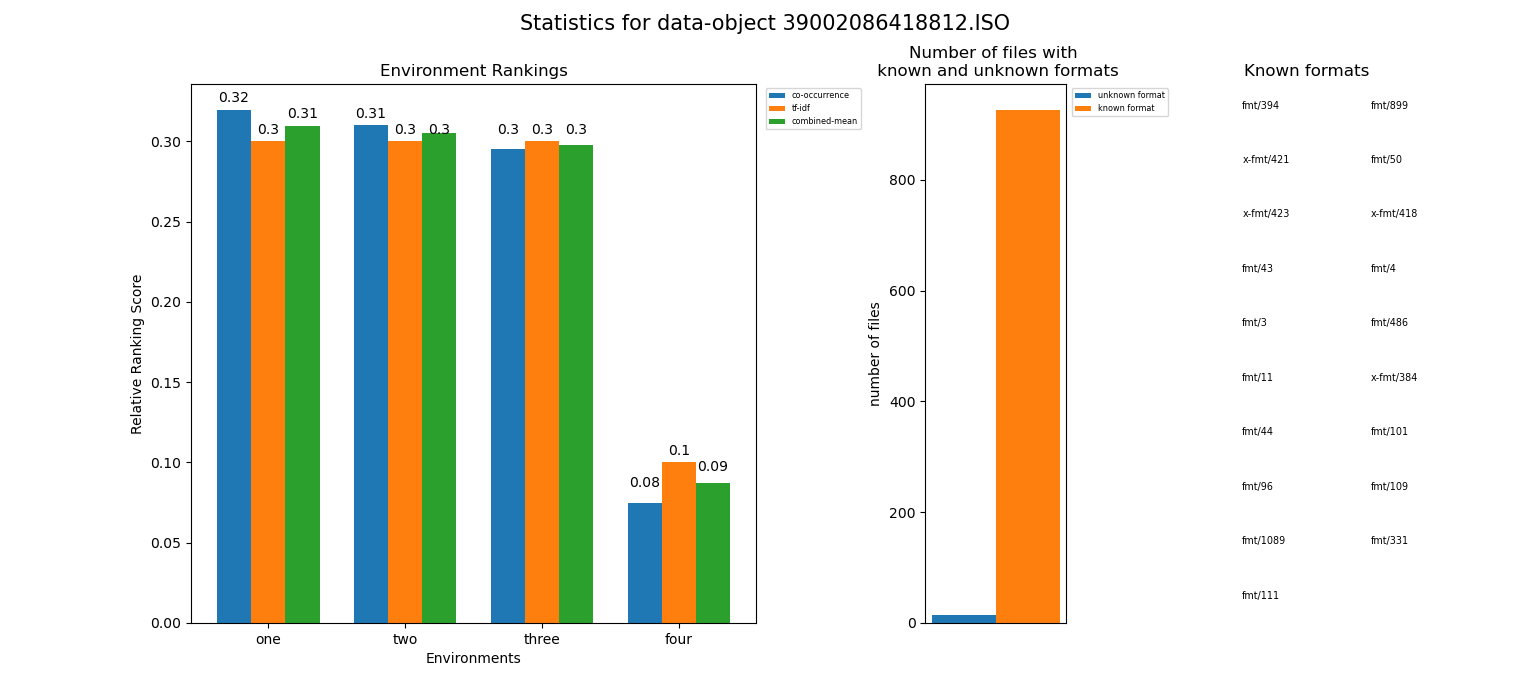 Statistics for data-object 39002086418812.ISO
Environment Rankings
0.32
0.3
0.31
0.31
0.3
0.3
0.3
0.3
0.3
0.08
0.1
0.09
0.30
0.25
0.20
0.15
0.10
0.05
0.00
Relative Ranking Score
one
two
three
four
Environments
co-occurrence
tf-idf
combined-mean
Number of files with
known and unknown formats
800
600
400
200
0
number of files
unknown format
known format
Known formats
fmt/394 fmt/899
x-fmt/421 fmt/50
x-fmt/423 x-fmt/418
fmt/43 fmt/4
fmt/3 fmt/486
fmt/11 x-fmt/384
fmt/44 fmt/101
fmt/96 fmt/109
fmt/1089 fmt/331
fmt/111